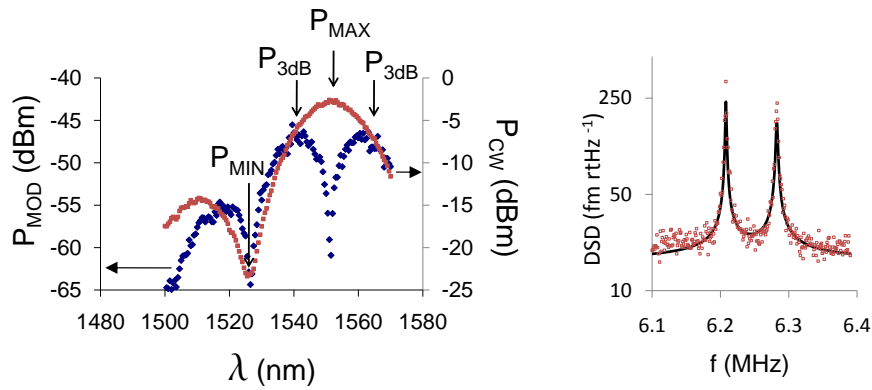 P_MAX
P_3dB P_3dB
P_MIN
P_MOD (dBm)
-40
-45
-50
-55
-60
-65
0
-5
-10
-15
-20
-25
P_CW (dBm)
1480 1500 1520 1540 1560 1580
λ (nm)
DSD (fm rtHz ⁻¹)
250
50
10
6.1 6.2 6.3 6.4
f (MHz)